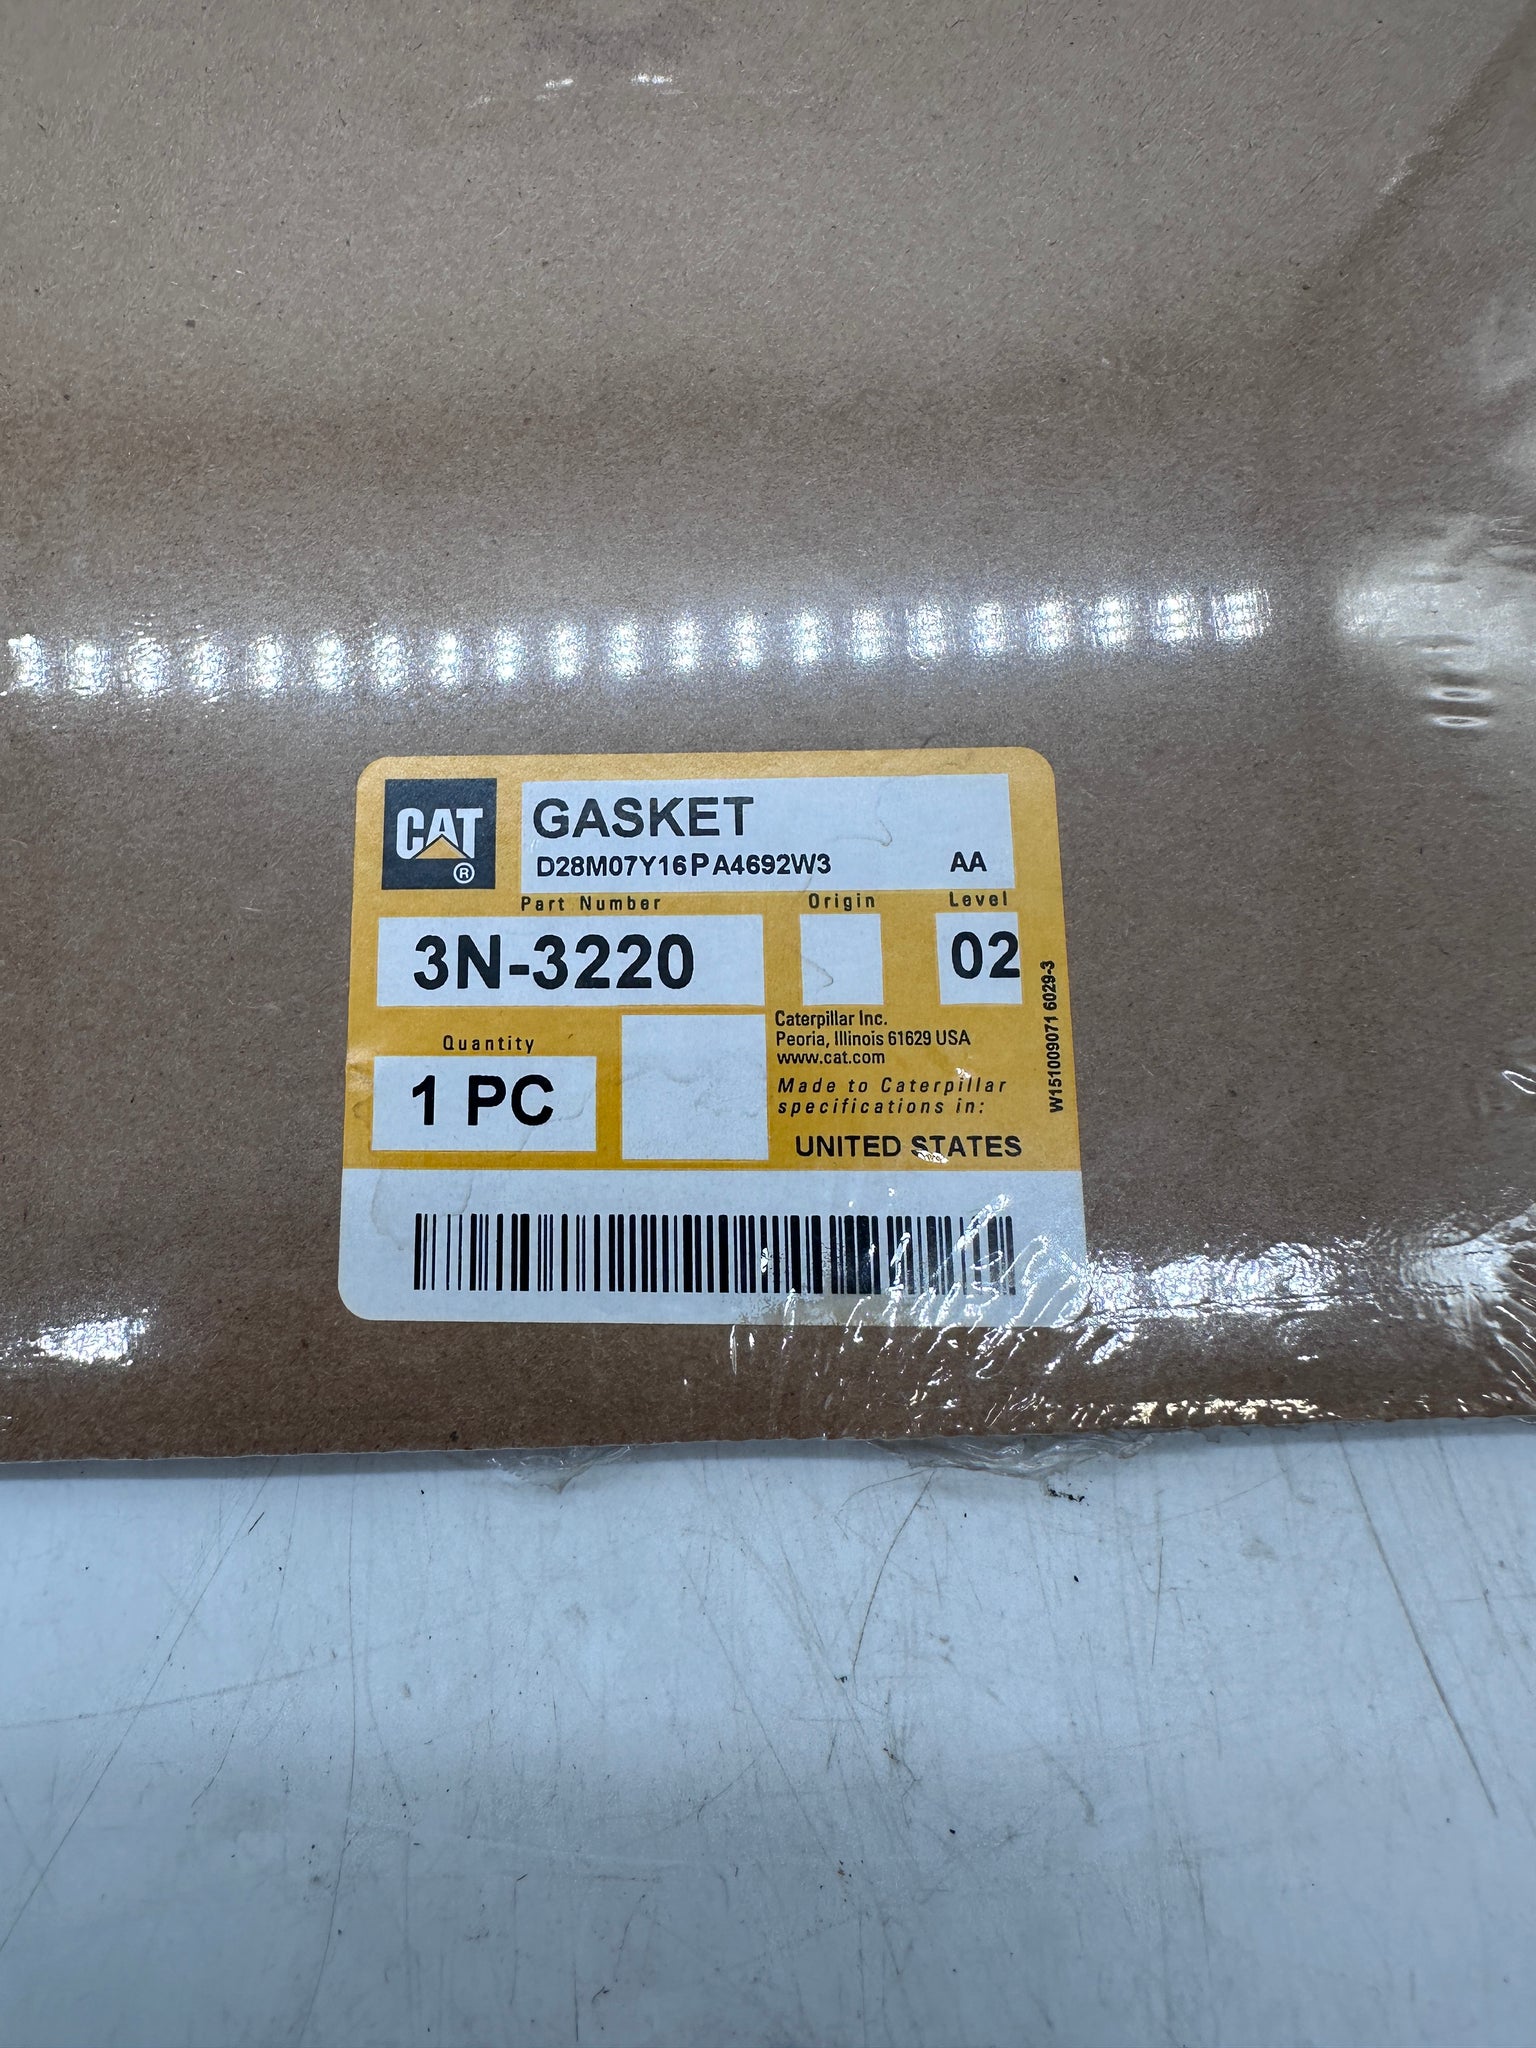 CAT
®
GASKET
D28M07Y16PA4692W3 AA
Part Number Origin Level
3N-3220 02
Quantity
1 PC
Caterpillar Inc.
Peoria, Illinois 61629 USA
www.cat.com
Made to Caterpillar
specifications in:
UNITED STATES
W151009071 6029-3